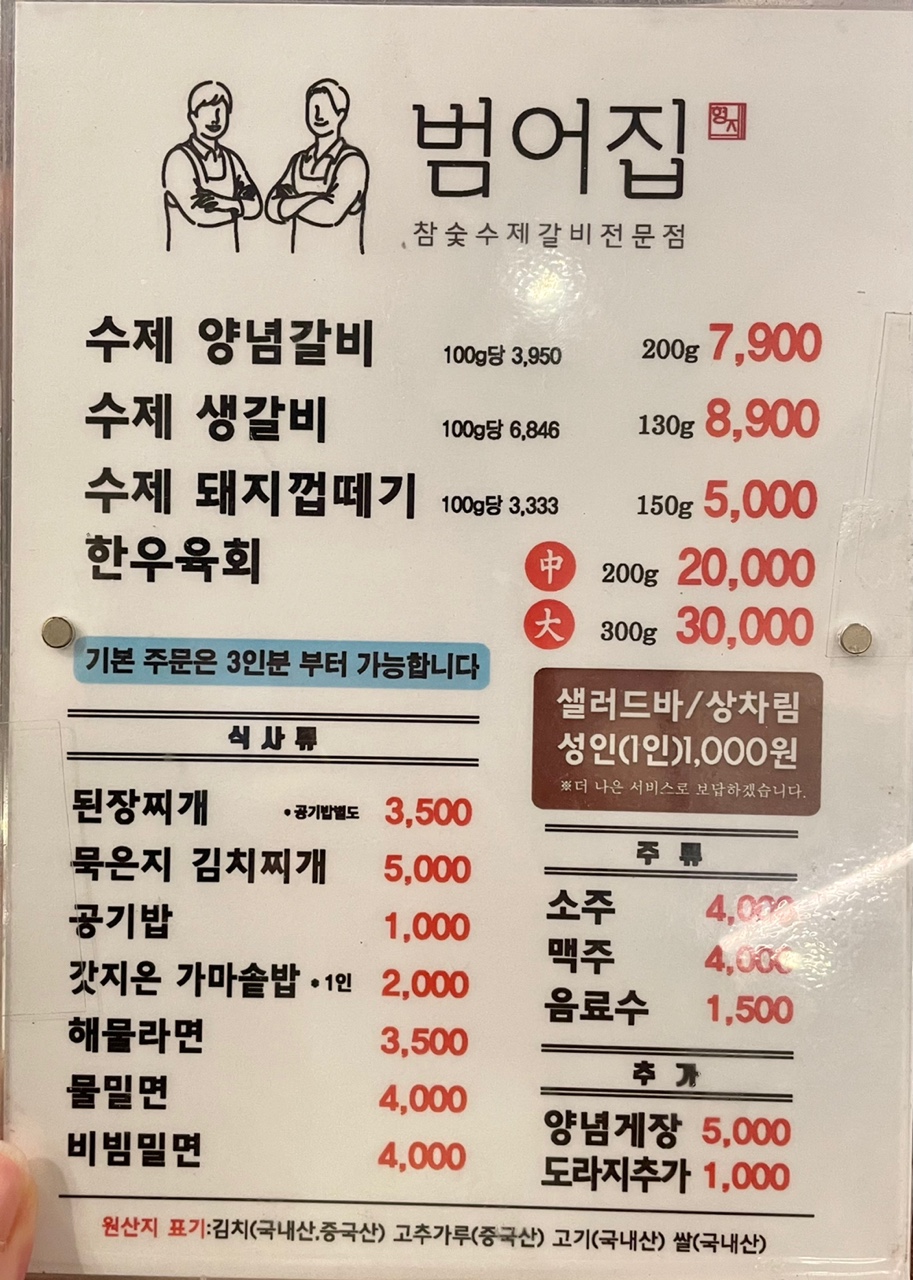 범어집
형지
참숯수제갈비전문점
수제 양념갈비 100g당 3,950 200g 7,900
수제 생갈비 100g당 6,846 130g 8,900
수제 돼지껍떼기 100g당 3,333 150g 5,000
한우육회 中 200g 20,000
大 300g 30,000
기본 주문은 3인분 부터 가능합니다
샐러드바/상차림
성인(1인)1,000원
※더 나은 서비스로 보답하겠습니다.
식사류
된장찌개 •공기밥별도 3,500
묵은지 김치찌개 5,000
공기밥 1,000
갓지은 가마솥밥 •1인 2,000
해물라면 3,500
물밀면 4,000
비빔밀면 4,000
주류
소주 4,000
맥주 4,000
음료수 1,500
추가
양념게장 5,000
도라지추가 1,000
원산지 표기:김치(국내산.중국산) 고추가루(중국산) 고기(국내산) 쌀(국내산)